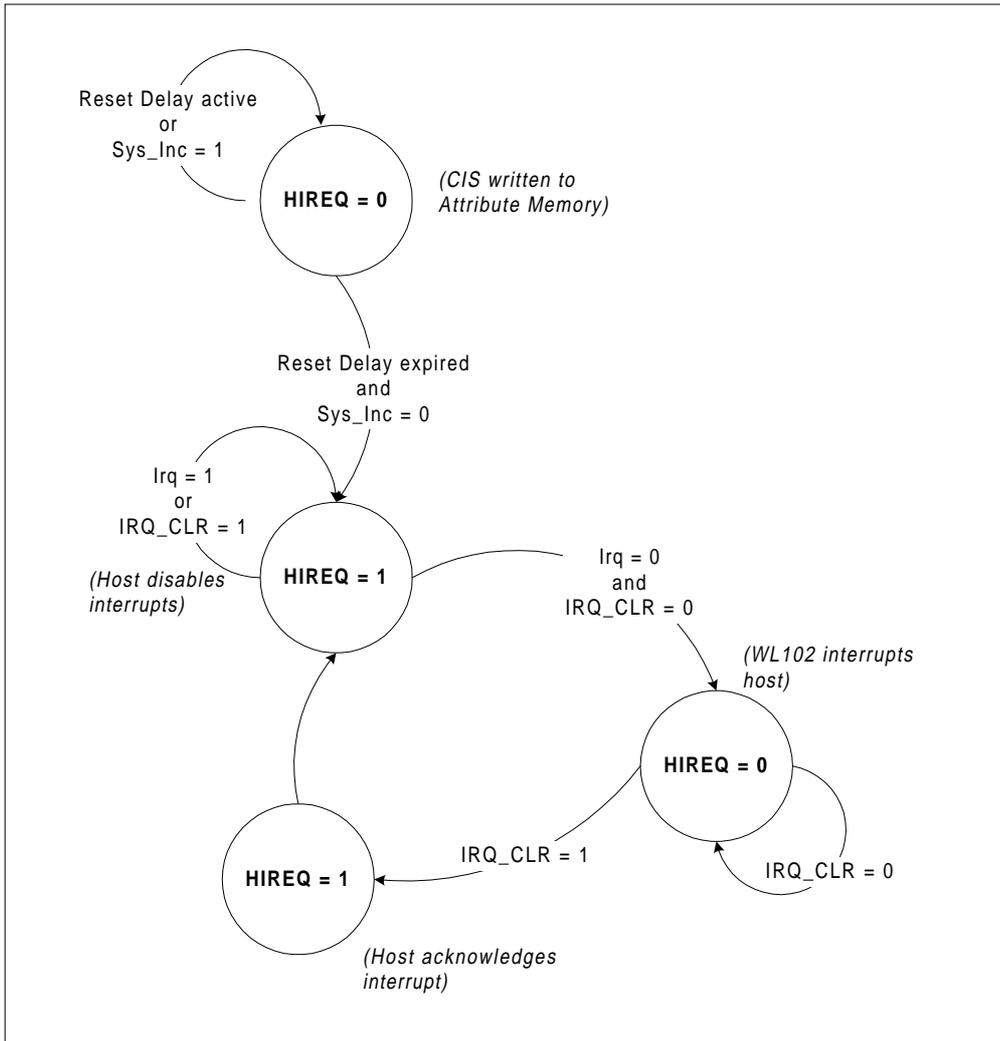 Reset Delay active
or
Sys_Inc = 1
HIREQ = 0
(CIS written to
Attribute Memory)
Reset Delay expired
and
Sys_Inc = 0
Irq = 1
or
IRQ_CLR = 1
HIREQ = 1
(Host disables
interrupts)
Irq = 0
and
IRQ_CLR = 0
(WL102 interrupts
host)
HIREQ = 0
IRQ_CLR = 0
IRQ_CLR = 1
HIREQ = 1
(Host acknowledges
interrupt)